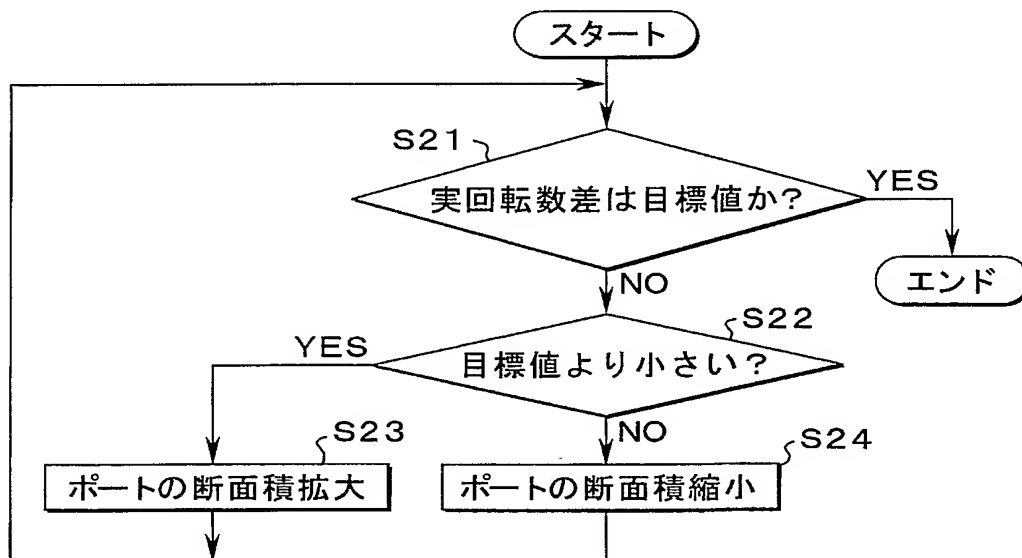 スタート
S21
実回転数差は目標値か?
YES
エンド
NO
S22
YES
目標値より小さい?
NO
S23
S24
ポートの断面積拡大
ポートの断面積縮小